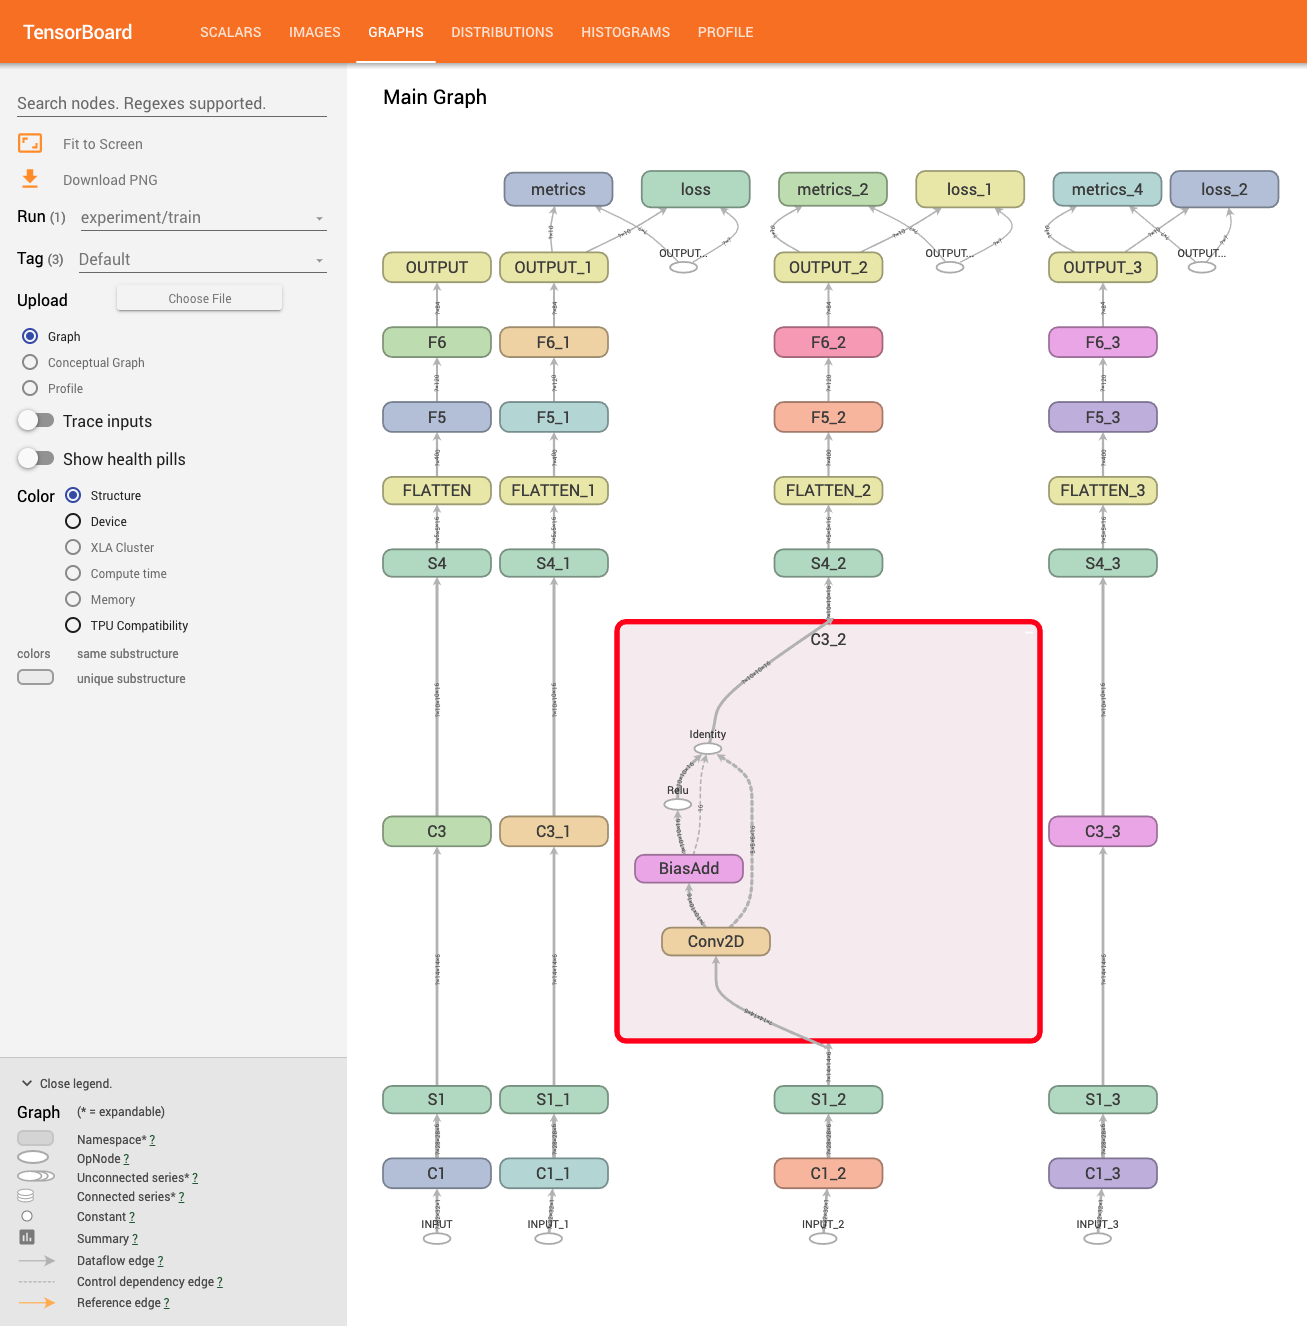 TensorBoard
SCALARS
IMAGES
GRAPHS
DISTRIBUTIONS
HISTOGRAMS
PROFILE
Search nodes. Regexes supported.
Fit to Screen
Download PNG
Run (1)
experiment/train
Tag (3)
Default
Upload
Choose File
Graph
Conceptual Graph
Profile
Trace inputs
Show health pills
Color
Structure
Device
XLA Cluster
Compute time
Memory
TPU Compatibility
colors
same substructure
unique substructure
Close legend.
Graph
(* = expandable)
Namespace* ?
OpNode ?
Unconnected series* ?
Connected series* ?
Constant ?
Summary ?
Dataflow edge ?
Control dependency edge ?
Reference edge ?
Main Graph
metrics
loss
metrics_2
loss_1
metrics_4
loss_2
OUTPUT
OUTPUT_1
OUTPUT...
OUTPUT_2
OUTPUT...
OUTPUT_3
OUTPUT...
F6
F6_1
F6_2
F6_3
F5
F5_1
F5_2
F5_3
FLATTEN
FLATTEN_1
FLATTEN_2
FLATTEN_3
S4
S4_1
S4_2
S4_3
C3_2
Identity
Relu
BiasAdd
Conv2D
C3
C3_1
C3_3
S1
S1_1
S1_2
S1_3
C1
C1_1
C1_2
C1_3
INPUT
INPUT_1
INPUT_2
INPUT_3